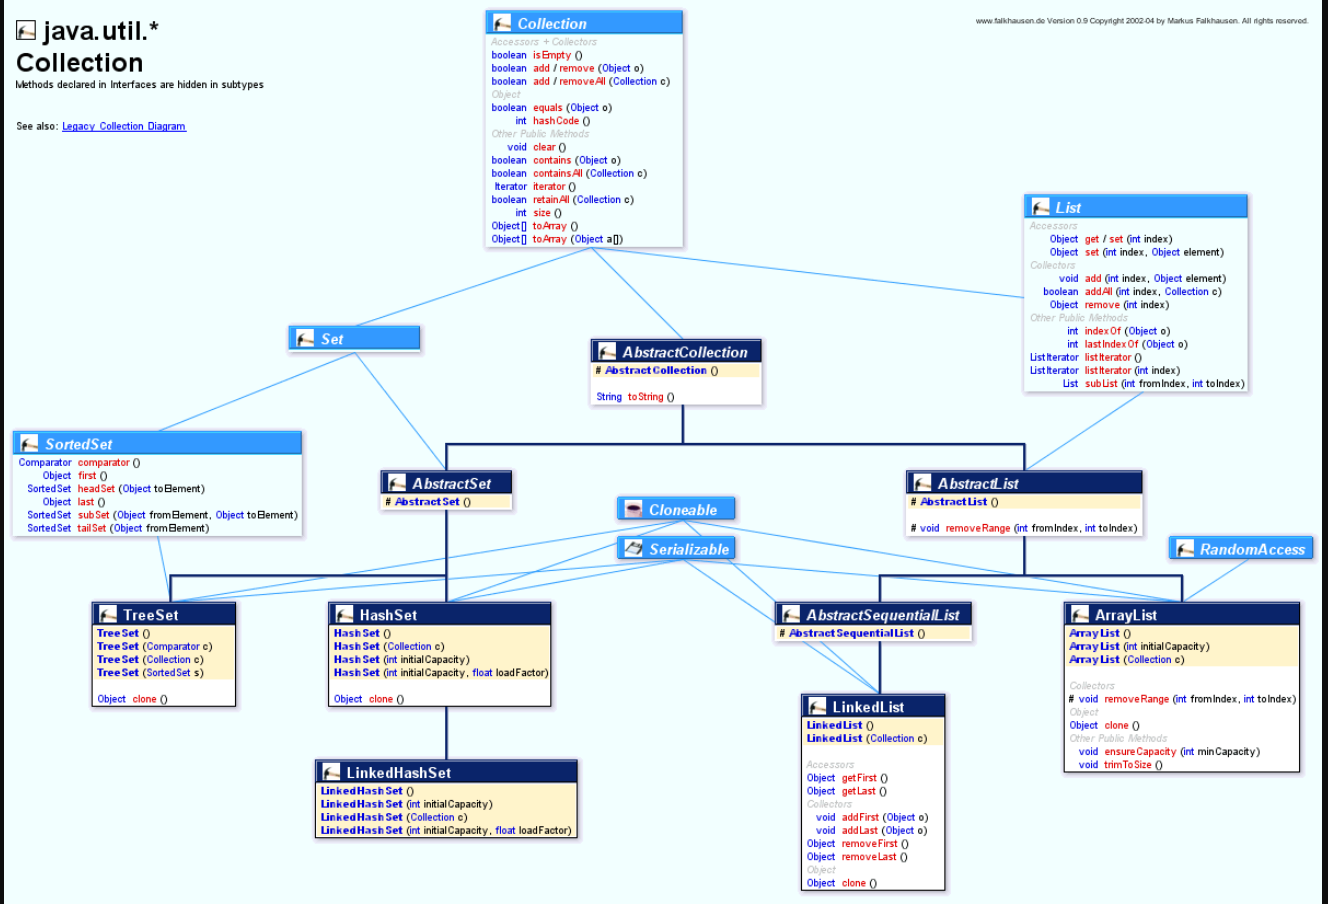 java.util.*
Collection
Methods declared in Interfaces are hidden in subtypes
See also: Legacy Collection Diagram
www.falkhausen.de Version 0.9 Copyright 2002-04 by Markus Falkhausen. All rights reserved.
Collection
Accessors + Collectors
boolean isEmpty ()
boolean add / remove (Object o)
boolean add / removeAll (Collection c)
Object
boolean equals (Object o)
int hashCode ()
Other Public Methods
void clear ()
boolean contains (Object o)
boolean containsAll (Collection c)
Iterator iterator ()
boolean retainAll (Collection c)
int size ()
Object[] toArray ()
Object[] toArray (Object a[])
List
Accessors
Object get / set (int index)
Object set (int index, Object element)
Collectors
void add (int index, Object element)
boolean addAll (int index, Collection c)
Object remove (int index)
Other Public Methods
int indexOf (Object o)
int lastIndexOf (Object o)
ListIterator listIterator ()
ListIterator listIterator (int index)
List subList (int fromIndex, int toIndex)
Set
AbstractCollection
# AbstractCollection ()
String toString ()
SortedSet
Comparator comparator ()
Object first ()
SortedSet headSet (Object toElement)
Object last ()
SortedSet subSet (Object fromElement, Object toElement)
SortedSet tailSet (Object fromElement)
AbstractSet
# AbstractSet ()
AbstractList
# AbstractList ()
# void removeRange (int fromIndex, int toIndex)
Cloneable
Serializable
RandomAccess
TreeSet
TreeSet ()
TreeSet (Comparator c)
TreeSet (Collection c)
TreeSet (SortedSet s)
Object clone ()
HashSet
HashSet ()
HashSet (Collection c)
HashSet (int initialCapacity)
HashSet (int initialCapacity, float loadFactor)
Object clone ()
AbstractSequentialList
# AbstractSequentialList ()
ArrayList
ArrayList ()
ArrayList (int initialCapacity)
ArrayList (Collection c)
Collectors
# void removeRange (int fromIndex, int toIndex)
Object
Object clone ()
Other Public Methods
void ensureCapacity (int minCapacity)
void trimToSize ()
LinkedHashSet
LinkedHashSet ()
LinkedHashSet (int initialCapacity)
LinkedHashSet (Collection c)
LinkedHashSet (int initialCapacity, float loadFactor)
LinkedList
LinkedList ()
LinkedList (Collection c)
Accessors
Object getFirst ()
Object getLast ()
Collectors
void addFirst (Object o)
void addLast (Object o)
Object removeFirst ()
Object removeLast ()
Object
Object clone ()